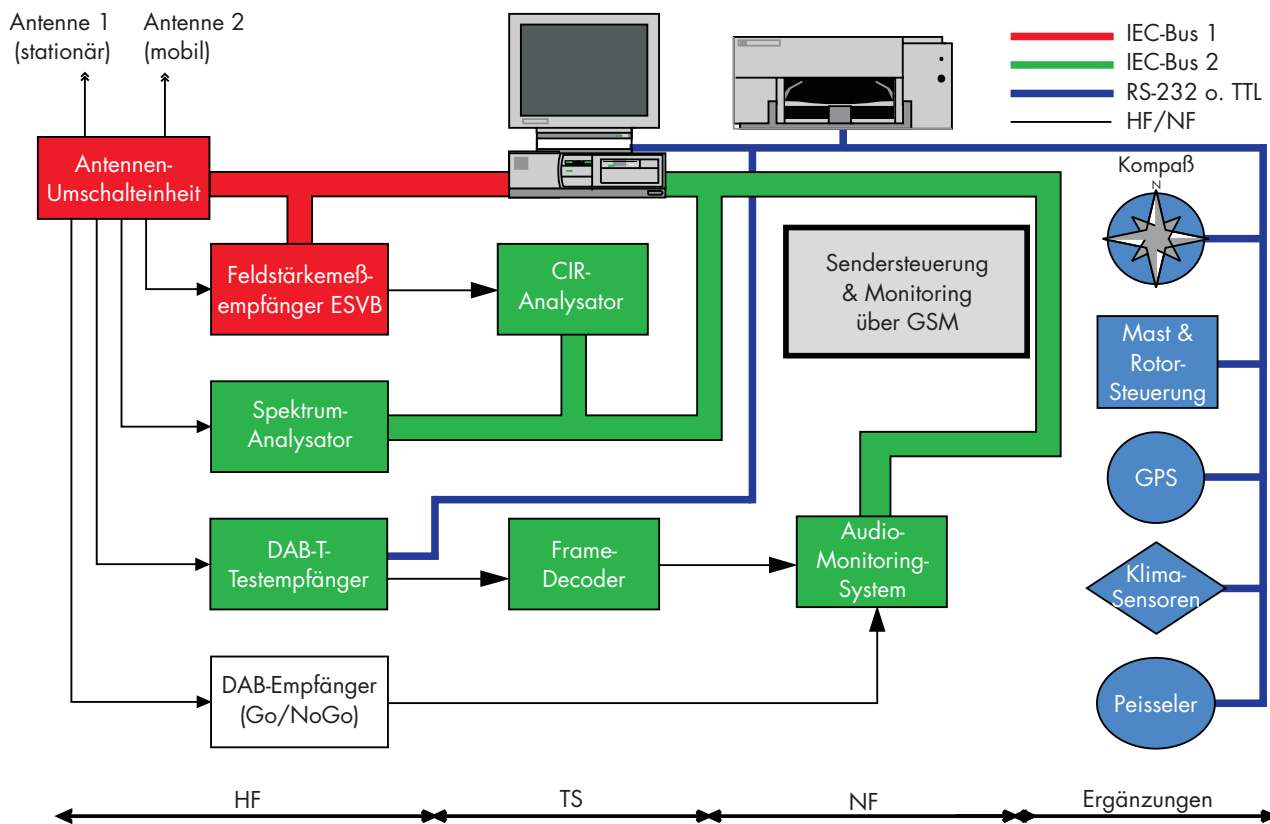 Antenne 1
(stationär)
Antenne 2
(mobil)
IEC-Bus 1
IEC-Bus 2
RS-232 o. TTL
HF/NF
Antennen-
Umschalteinheit
Kompaß
N
Feldstärkemeß-
empfänger ESVB
CIR-
Analysator
Sendersteuerung
& Monitoring
über GSM
Mast &
Rotor-
Steuerung
Spektrum-
Analysator
GPS
DAB-T-
Testempfänger
Frame-
Decoder
Audio-
Monitoring-
System
Klima-
Sensoren
DAB-Empfänger
(Go/NoGo)
Peisseler
HF
TS
NF
Ergänzungen